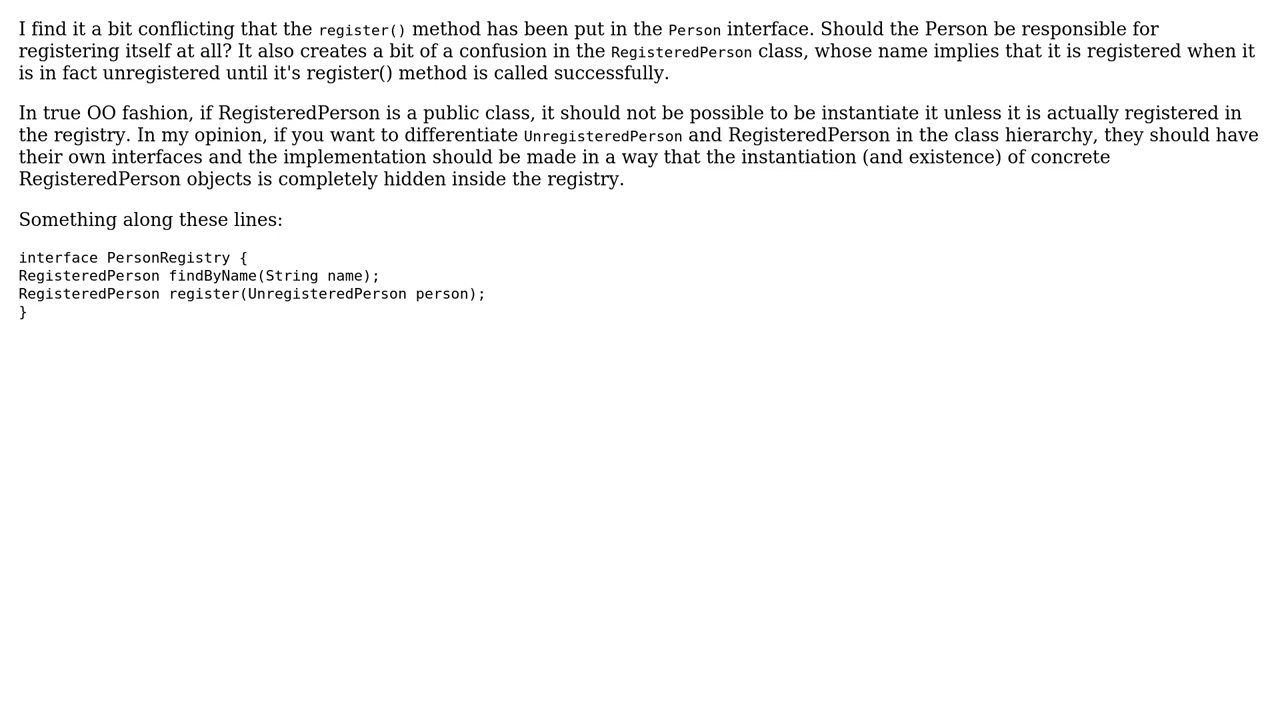 I find it a bit conflicting that the register() method has been put in the Person interface. Should the Person be responsible for
registering itself at all? It also creates a bit of a confusion in the RegisteredPerson class, whose name implies that it is registered when it
is in fact unregistered until it's register() method is called successfully.
In true OO fashion, if RegisteredPerson is a public class, it should not be possible to be instantiate it unless it is actually registered in
the registry. In my opinion, if you want to differentiate UnregisteredPerson and RegisteredPerson in the class hierarchy, they should have
their own interfaces and the implementation should be made in a way that the instantiation (and existence) of concrete
RegisteredPerson objects is completely hidden inside the registry.
Something along these lines:
interface PersonRegistry {
RegisteredPerson findByName(String name);
RegisteredPerson register(UnregisteredPerson person);
}